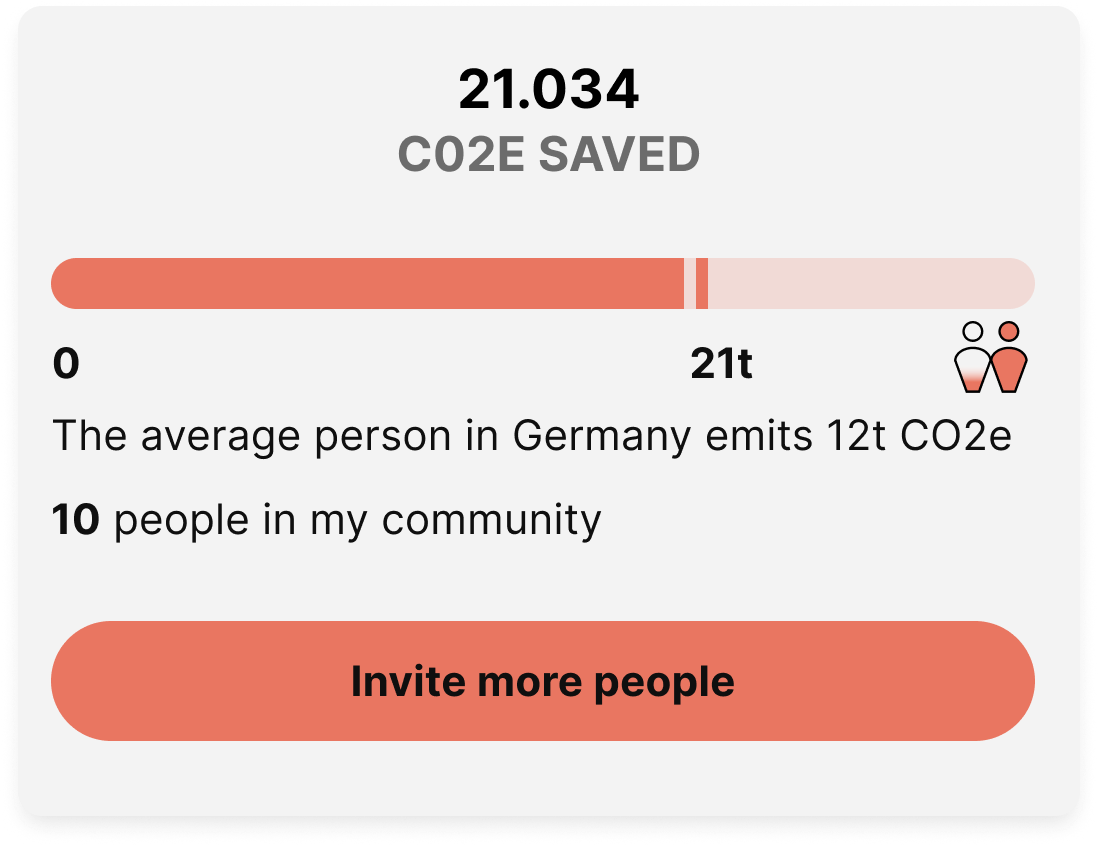 21.034
C02E SAVED
0
21t
The average person in Germany emits 12t CO2e
10 people in my community
Invite more people